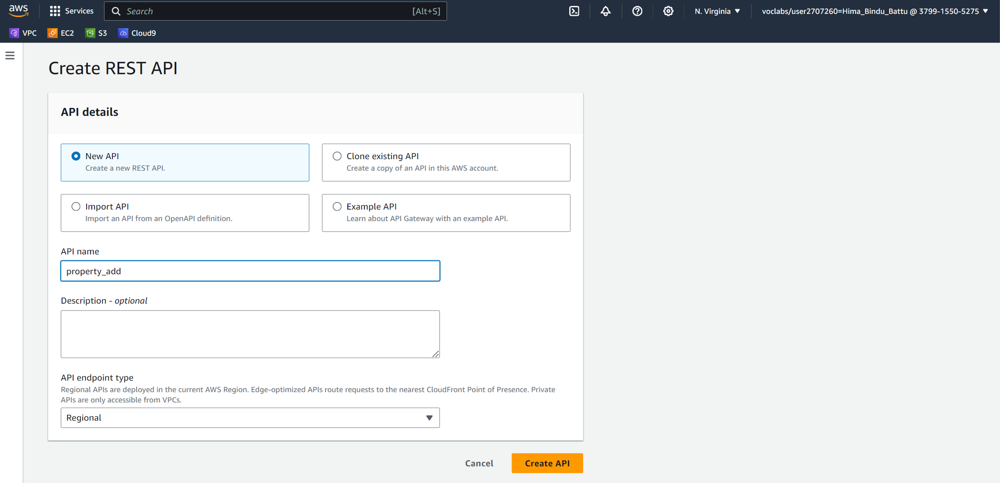 aws
Services
Search
[Alt+S]
N. Virginia
voclabs/user2707260=Hima_Bindu_Battu @ 3799-1550-5275
VPC
EC2
S3
Cloud9
Create REST API
API details
New API
Create a new REST API.
Clone existing API
Create a copy of an API in this AWS account.
Import API
Import an API from an OpenAPI definition.
Example API
Learn about API Gateway with an example API.
API name
property_add
Description - optional
API endpoint type
Regional APIs are deployed in the current AWS Region. Edge-optimized APIs route requests to the nearest CloudFront Point of Presence. Private
APIs are only accessible from VPCs.
Regional
Cancel
Create API